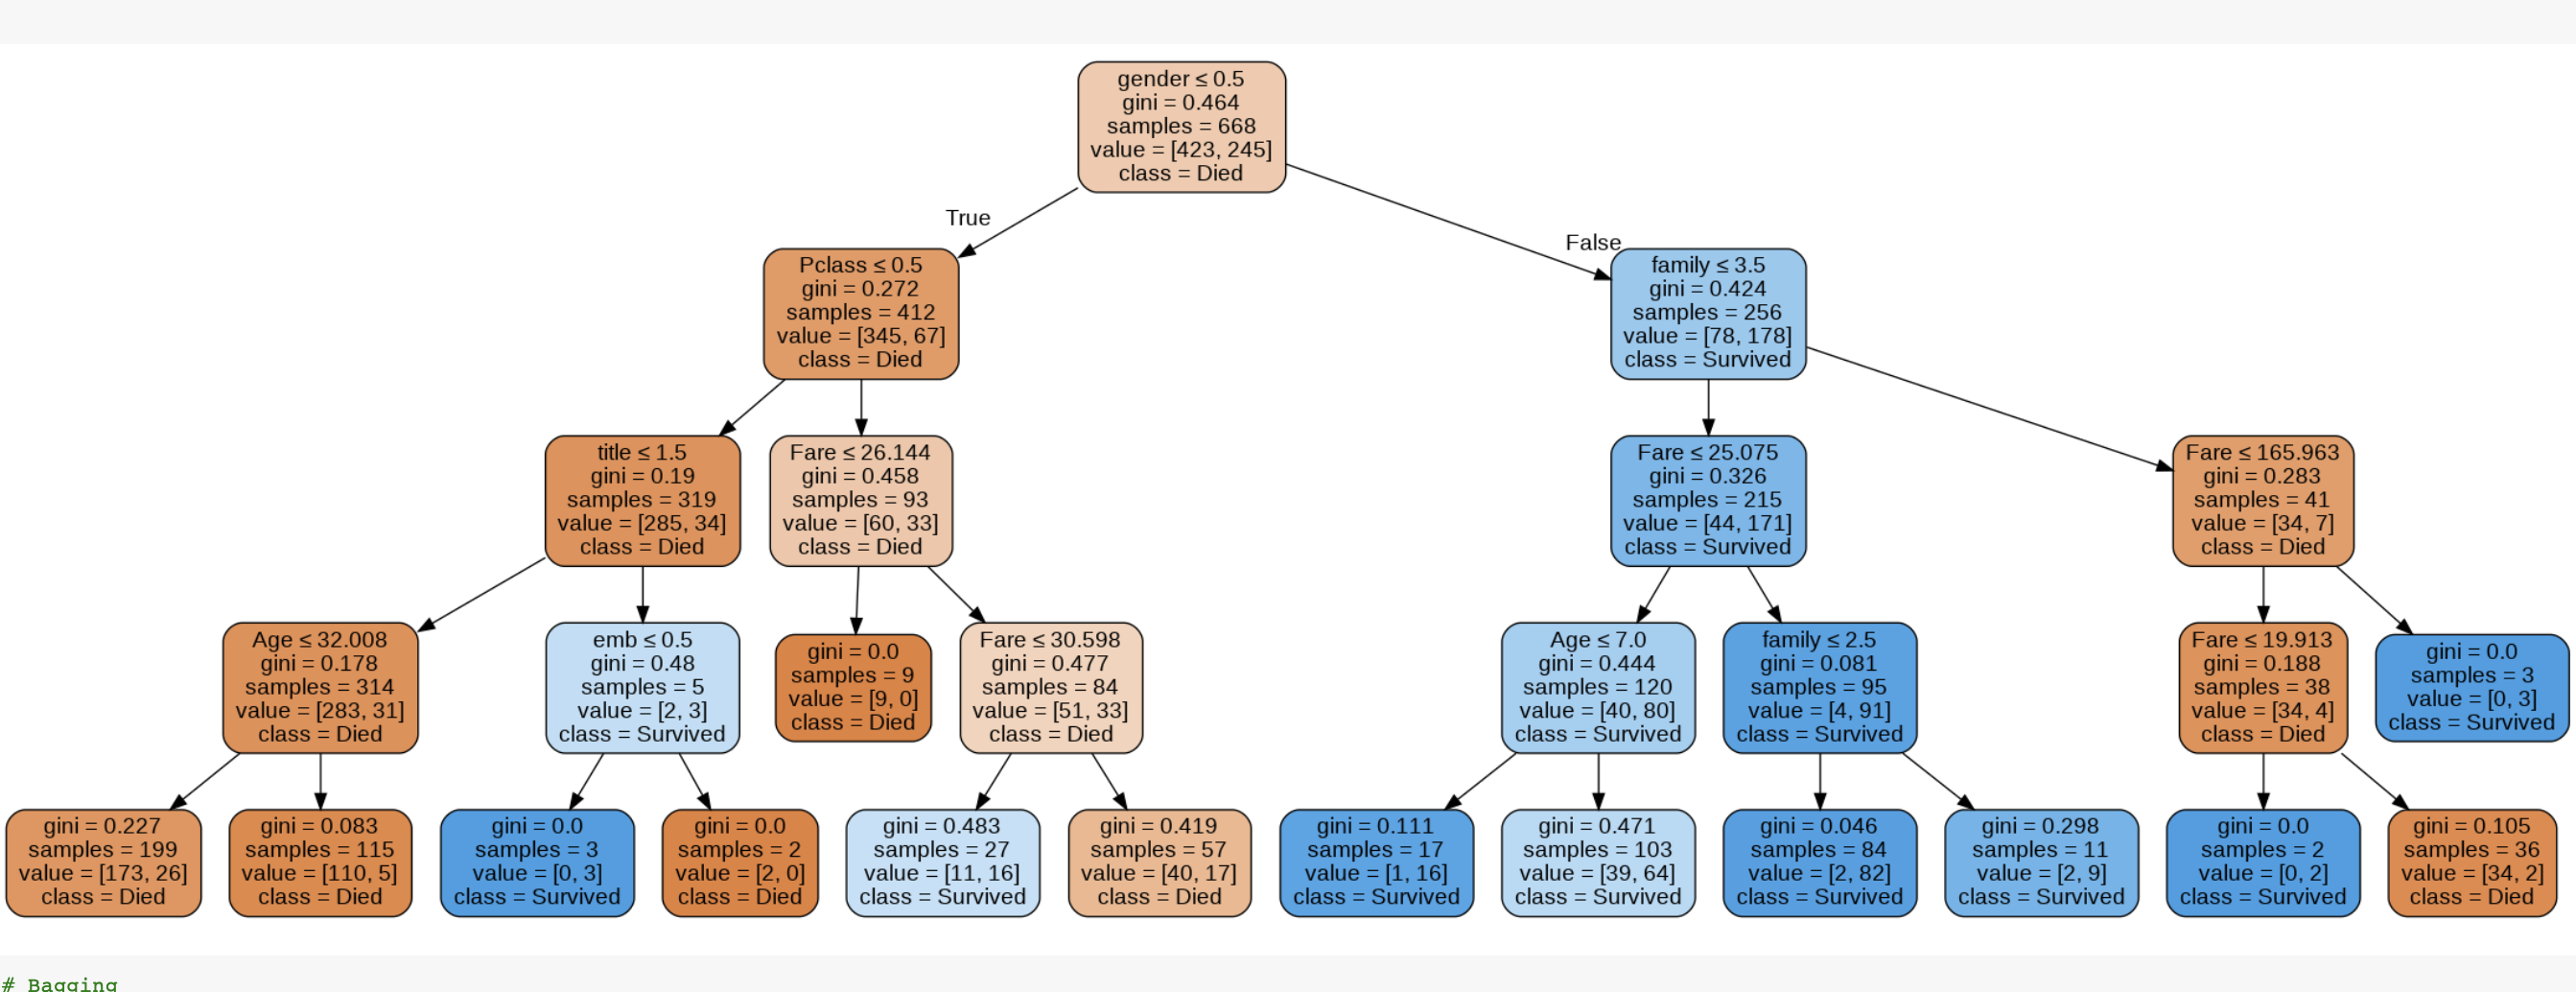 gender ≤ 0.5
gini = 0.464
samples = 668
value = [423, 245]
class = Died
True
False
Pclass ≤ 0.5
gini = 0.272
samples = 412
value = [345, 67]
class = Died
family ≤ 3.5
gini = 0.424
samples = 256
value = [78, 178]
class = Survived
title ≤ 1.5
gini = 0.19
samples = 319
value = [285, 34]
class = Died
Fare ≤ 26.144
gini = 0.458
samples = 93
value = [60, 33]
class = Died
Fare ≤ 25.075
gini = 0.326
samples = 215
value = [44, 171]
class = Survived
Fare ≤ 165.963
gini = 0.283
samples = 41
value = [34, 7]
class = Died
Age ≤ 32.008
gini = 0.178
samples = 314
value = [283, 31]
class = Died
emb ≤ 0.5
gini = 0.48
samples = 5
value = [2, 3]
class = Survived
gini = 0.0
samples = 9
value = [9, 0]
class = Died
Fare ≤ 30.598
gini = 0.477
samples = 84
value = [51, 33]
class = Died
Age ≤ 7.0
gini = 0.444
samples = 120
value = [40, 80]
class = Survived
family ≤ 2.5
gini = 0.081
samples = 95
value = [4, 91]
class = Survived
Fare ≤ 19.913
gini = 0.188
samples = 38
value = [34, 4]
class = Died
gini = 0.0
samples = 3
value = [0, 3]
class = Survived
gini = 0.227
samples = 199
value = [173, 26]
class = Died
gini = 0.083
samples = 115
value = [110, 5]
class = Died
gini = 0.0
samples = 3
value = [0, 3]
class = Survived
gini = 0.0
samples = 2
value = [2, 0]
class = Died
gini = 0.483
samples = 27
value = [11, 16]
class = Survived
gini = 0.419
samples = 57
value = [40, 17]
class = Died
gini = 0.111
samples = 17
value = [1, 16]
class = Survived
gini = 0.471
samples = 103
value = [39, 64]
class = Survived
gini = 0.046
samples = 84
value = [2, 82]
class = Survived
gini = 0.298
samples = 11
value = [2, 9]
class = Survived
gini = 0.0
samples = 2
value = [0, 2]
class = Survived
gini = 0.105
samples = 36
value = [34, 2]
class = Died
# Bagging